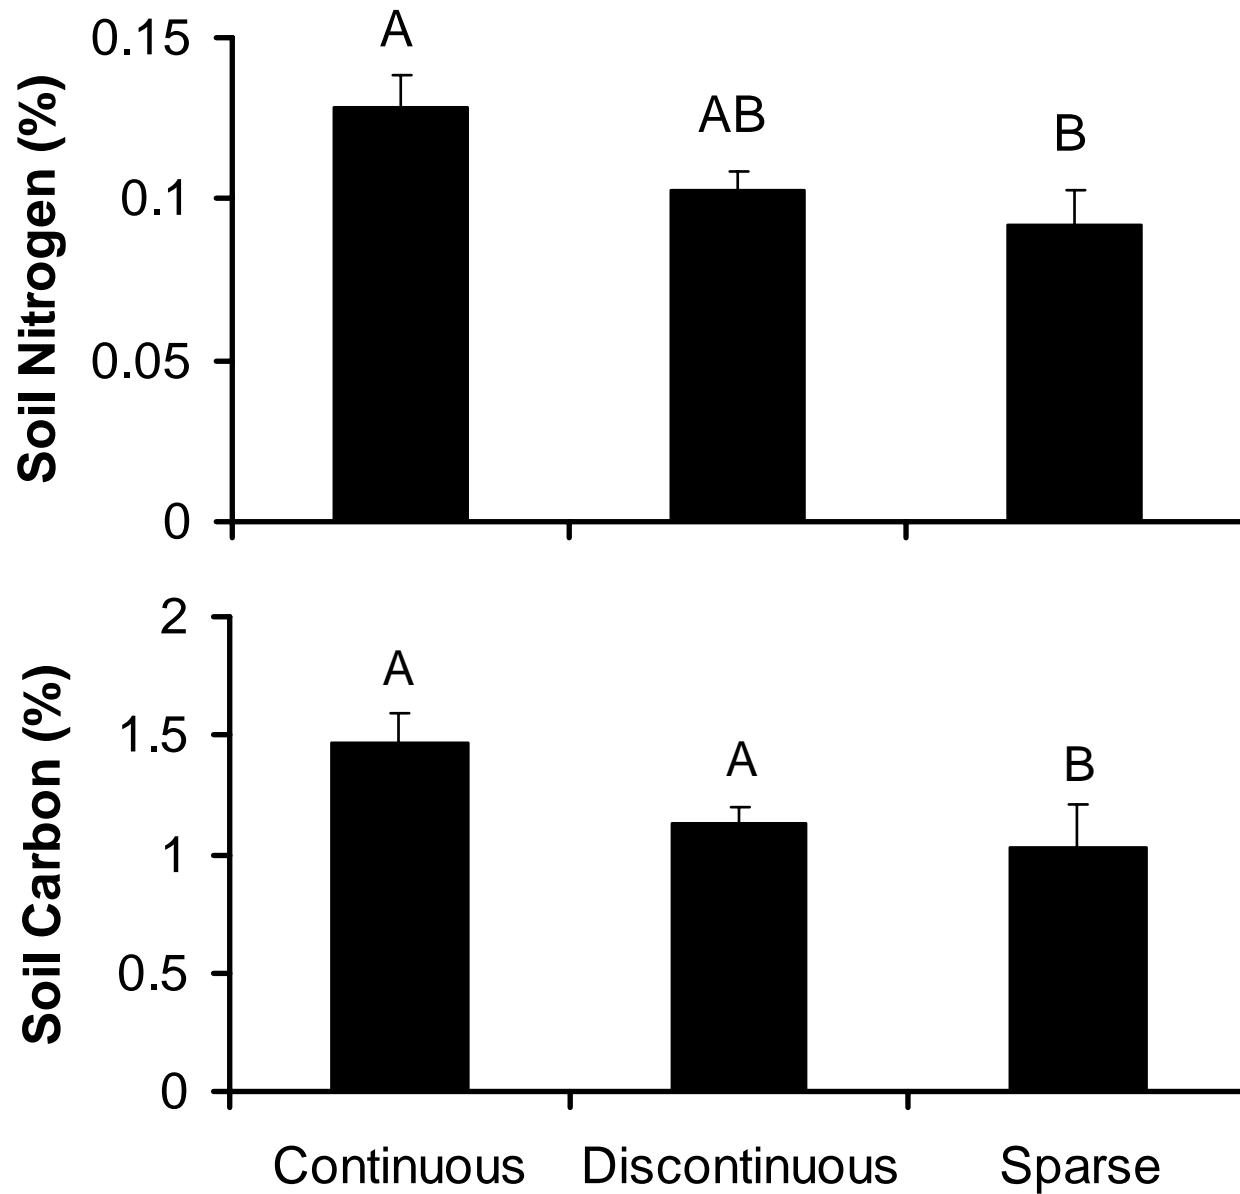 Soil Nitrogen (%)
0.15
0.1
0.05
0
A
AB
B
Soil Carbon (%)
2
1.5
1
0.5
0
A
A
B
Continuous
Discontinuous
Sparse